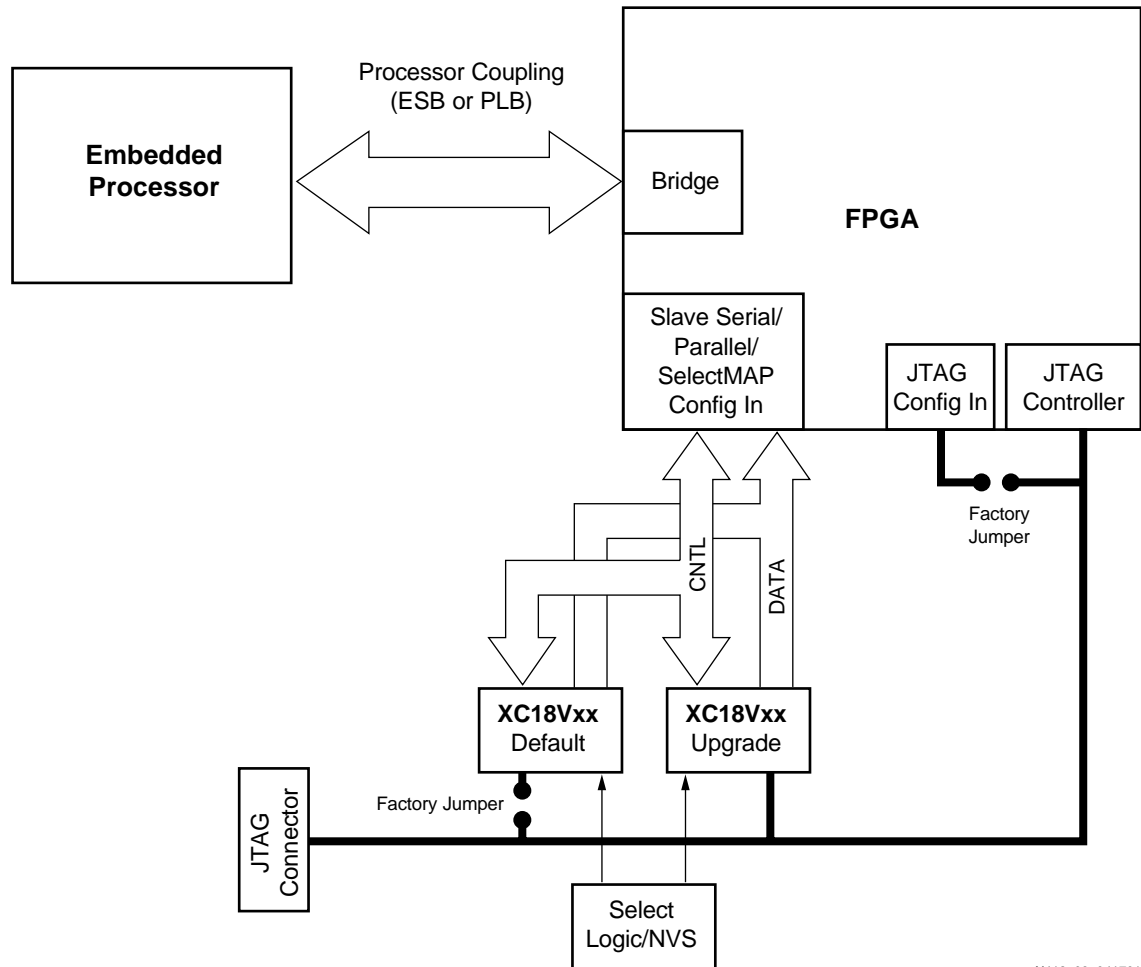 Processor Coupling
(ESB or PLB)
Embedded
Processor
Bridge
FPGA
Slave Serial/
Parallel/
SelectMAP
Config In
JTAG
Config In
JTAG
Controller
Factory
Jumper
CNTL
DATA
XC18Vxx
Default
XC18Vxx
Upgrade
Factory Jumper
JTAG
Connector
Select
Logic/NVS